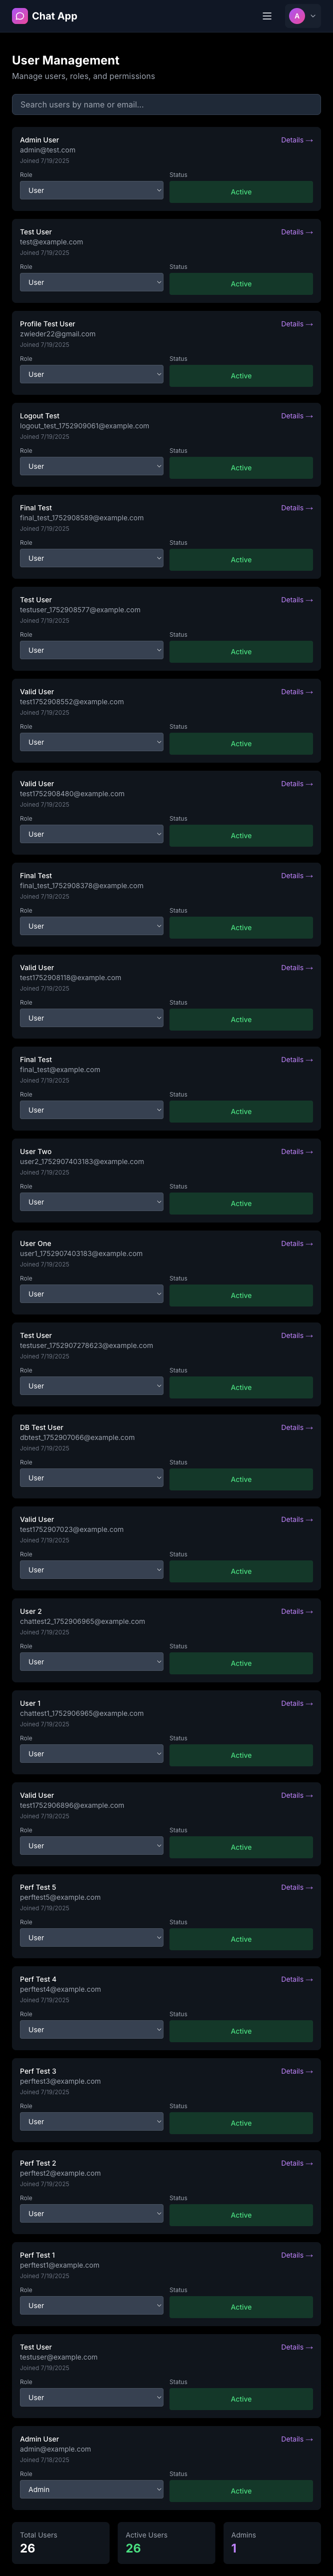 Chat App
A
User Management
Manage users, roles, and permissions
Search users by name or email...
Admin User Details →
admin@test.com
Joined 7/19/2025
Role Status
User Active
Test User Details →
test@example.com
Joined 7/19/2025
Role Status
User Active
Profile Test User Details →
zwieder22@gmail.com
Joined 7/19/2025
Role Status
User Active
Logout Test Details →
logout_test_1752909061@example.com
Joined 7/19/2025
Role Status
User Active
Final Test Details →
final_test_1752908589@example.com
Joined 7/19/2025
Role Status
User Active
Test User Details →
testuser_1752908577@example.com
Joined 7/19/2025
Role Status
User Active
Valid User Details →
test1752908552@example.com
Joined 7/19/2025
Role Status
User Active
Valid User Details →
test1752908480@example.com
Joined 7/19/2025
Role Status
User Active
Final Test Details →
final_test_1752908378@example.com
Joined 7/19/2025
Role Status
User Active
Valid User Details →
test1752908118@example.com
Joined 7/19/2025
Role Status
User Active
Final Test Details →
final_test@example.com
Joined 7/19/2025
Role Status
User Active
User Two Details →
user2_1752907403183@example.com
Joined 7/19/2025
Role Status
User Active
User One Details →
user1_1752907403183@example.com
Joined 7/19/2025
Role Status
User Active
Test User Details →
testuser_1752907278623@example.com
Joined 7/19/2025
Role Status
User Active
DB Test User Details →
dbtest_1752907066@example.com
Joined 7/19/2025
Role Status
User Active
Valid User Details →
test1752907023@example.com
Joined 7/19/2025
Role Status
User Active
User 2 Details →
chattest2_1752906965@example.com
Joined 7/19/2025
Role Status
User Active
User 1 Details →
chattest1_1752906965@example.com
Joined 7/19/2025
Role Status
User Active
Valid User Details →
test1752906896@example.com
Joined 7/19/2025
Role Status
User Active
Perf Test 5 Details →
perftest5@example.com
Joined 7/19/2025
Role Status
User Active
Perf Test 4 Details →
perftest4@example.com
Joined 7/19/2025
Role Status
User Active
Perf Test 3 Details →
perftest3@example.com
Joined 7/19/2025
Role Status
User Active
Perf Test 2 Details →
perftest2@example.com
Joined 7/19/2025
Role Status
User Active
Perf Test 1 Details →
perftest1@example.com
Joined 7/19/2025
Role Status
User Active
Test User Details →
testuser@example.com
Joined 7/19/2025
Role Status
User Active
Admin User Details →
admin@example.com
Joined 7/18/2025
Role Status
Admin Active
Total Users Active Users Admins
26 26 1